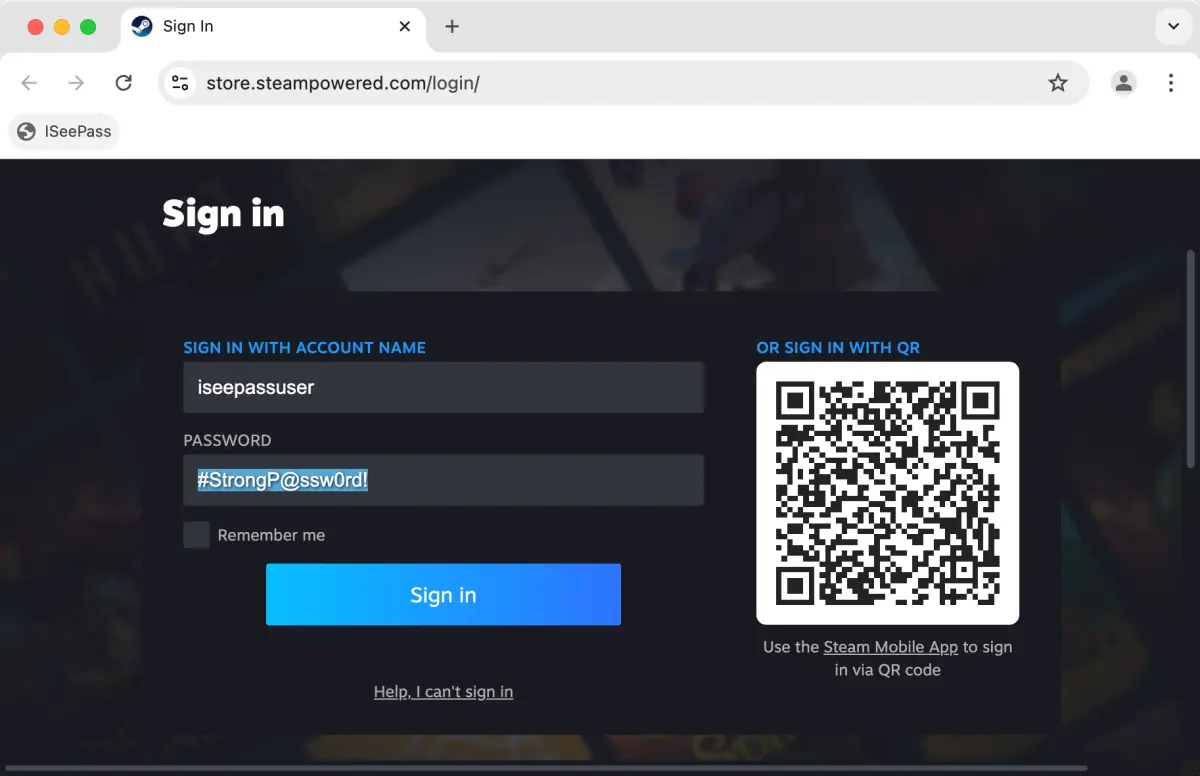 Sign In
store.steampowered.com/login/
ISeePass
Sign in
SIGN IN WITH ACCOUNT NAME
iseepassuser
PASSWORD
#StrongP@ssw0rd!
Remember me
Sign in
Help, I can't sign in
OR SIGN IN WITH QR
Use the Steam Mobile App to sign
in via QR code